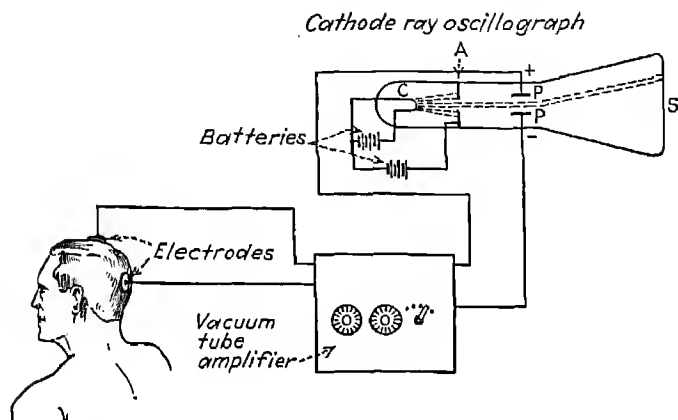 Cathode ray oscillograph
A
+
C
P
P
S
-
Batteries
Electrodes
Vacuum
tube
amplifier